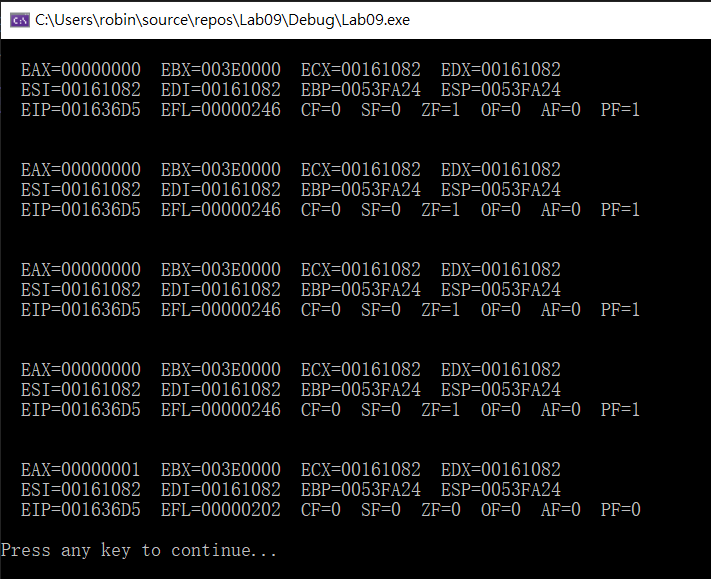 C:\Users\robin\source\repos\Lab09\Debug\Lab09.exe
EAX=00000000 EBX=003E0000 ECX=00161082 EDX=00161082
ESI=00161082 EDI=00161082 EBP=0053FA24 ESP=0053FA24
EIP=001636D5 EFL=00000246 CF=0 SF=0 ZF=1 OF=0 AF=0 PF=1
EAX=00000000 EBX=003E0000 ECX=00161082 EDX=00161082
ESI=00161082 EDI=00161082 EBP=0053FA24 ESP=0053FA24
EIP=001636D5 EFL=00000246 CF=0 SF=0 ZF=1 OF=0 AF=0 PF=1
EAX=00000000 EBX=003E0000 ECX=00161082 EDX=00161082
ESI=00161082 EDI=00161082 EBP=0053FA24 ESP=0053FA24
EIP=001636D5 EFL=00000246 CF=0 SF=0 ZF=1 OF=0 AF=0 PF=1
EAX=00000000 EBX=003E0000 ECX=00161082 EDX=00161082
ESI=00161082 EDI=00161082 EBP=0053FA24 ESP=0053FA24
EIP=001636D5 EFL=00000246 CF=0 SF=0 ZF=1 OF=0 AF=0 PF=1
EAX=00000001 EBX=003E0000 ECX=00161082 EDX=00161082
ESI=00161082 EDI=00161082 EBP=0053FA24 ESP=0053FA24
EIP=001636D5 EFL=00000202 CF=0 SF=0 ZF=0 OF=0 AF=0 PF=0
Press any key to continue...